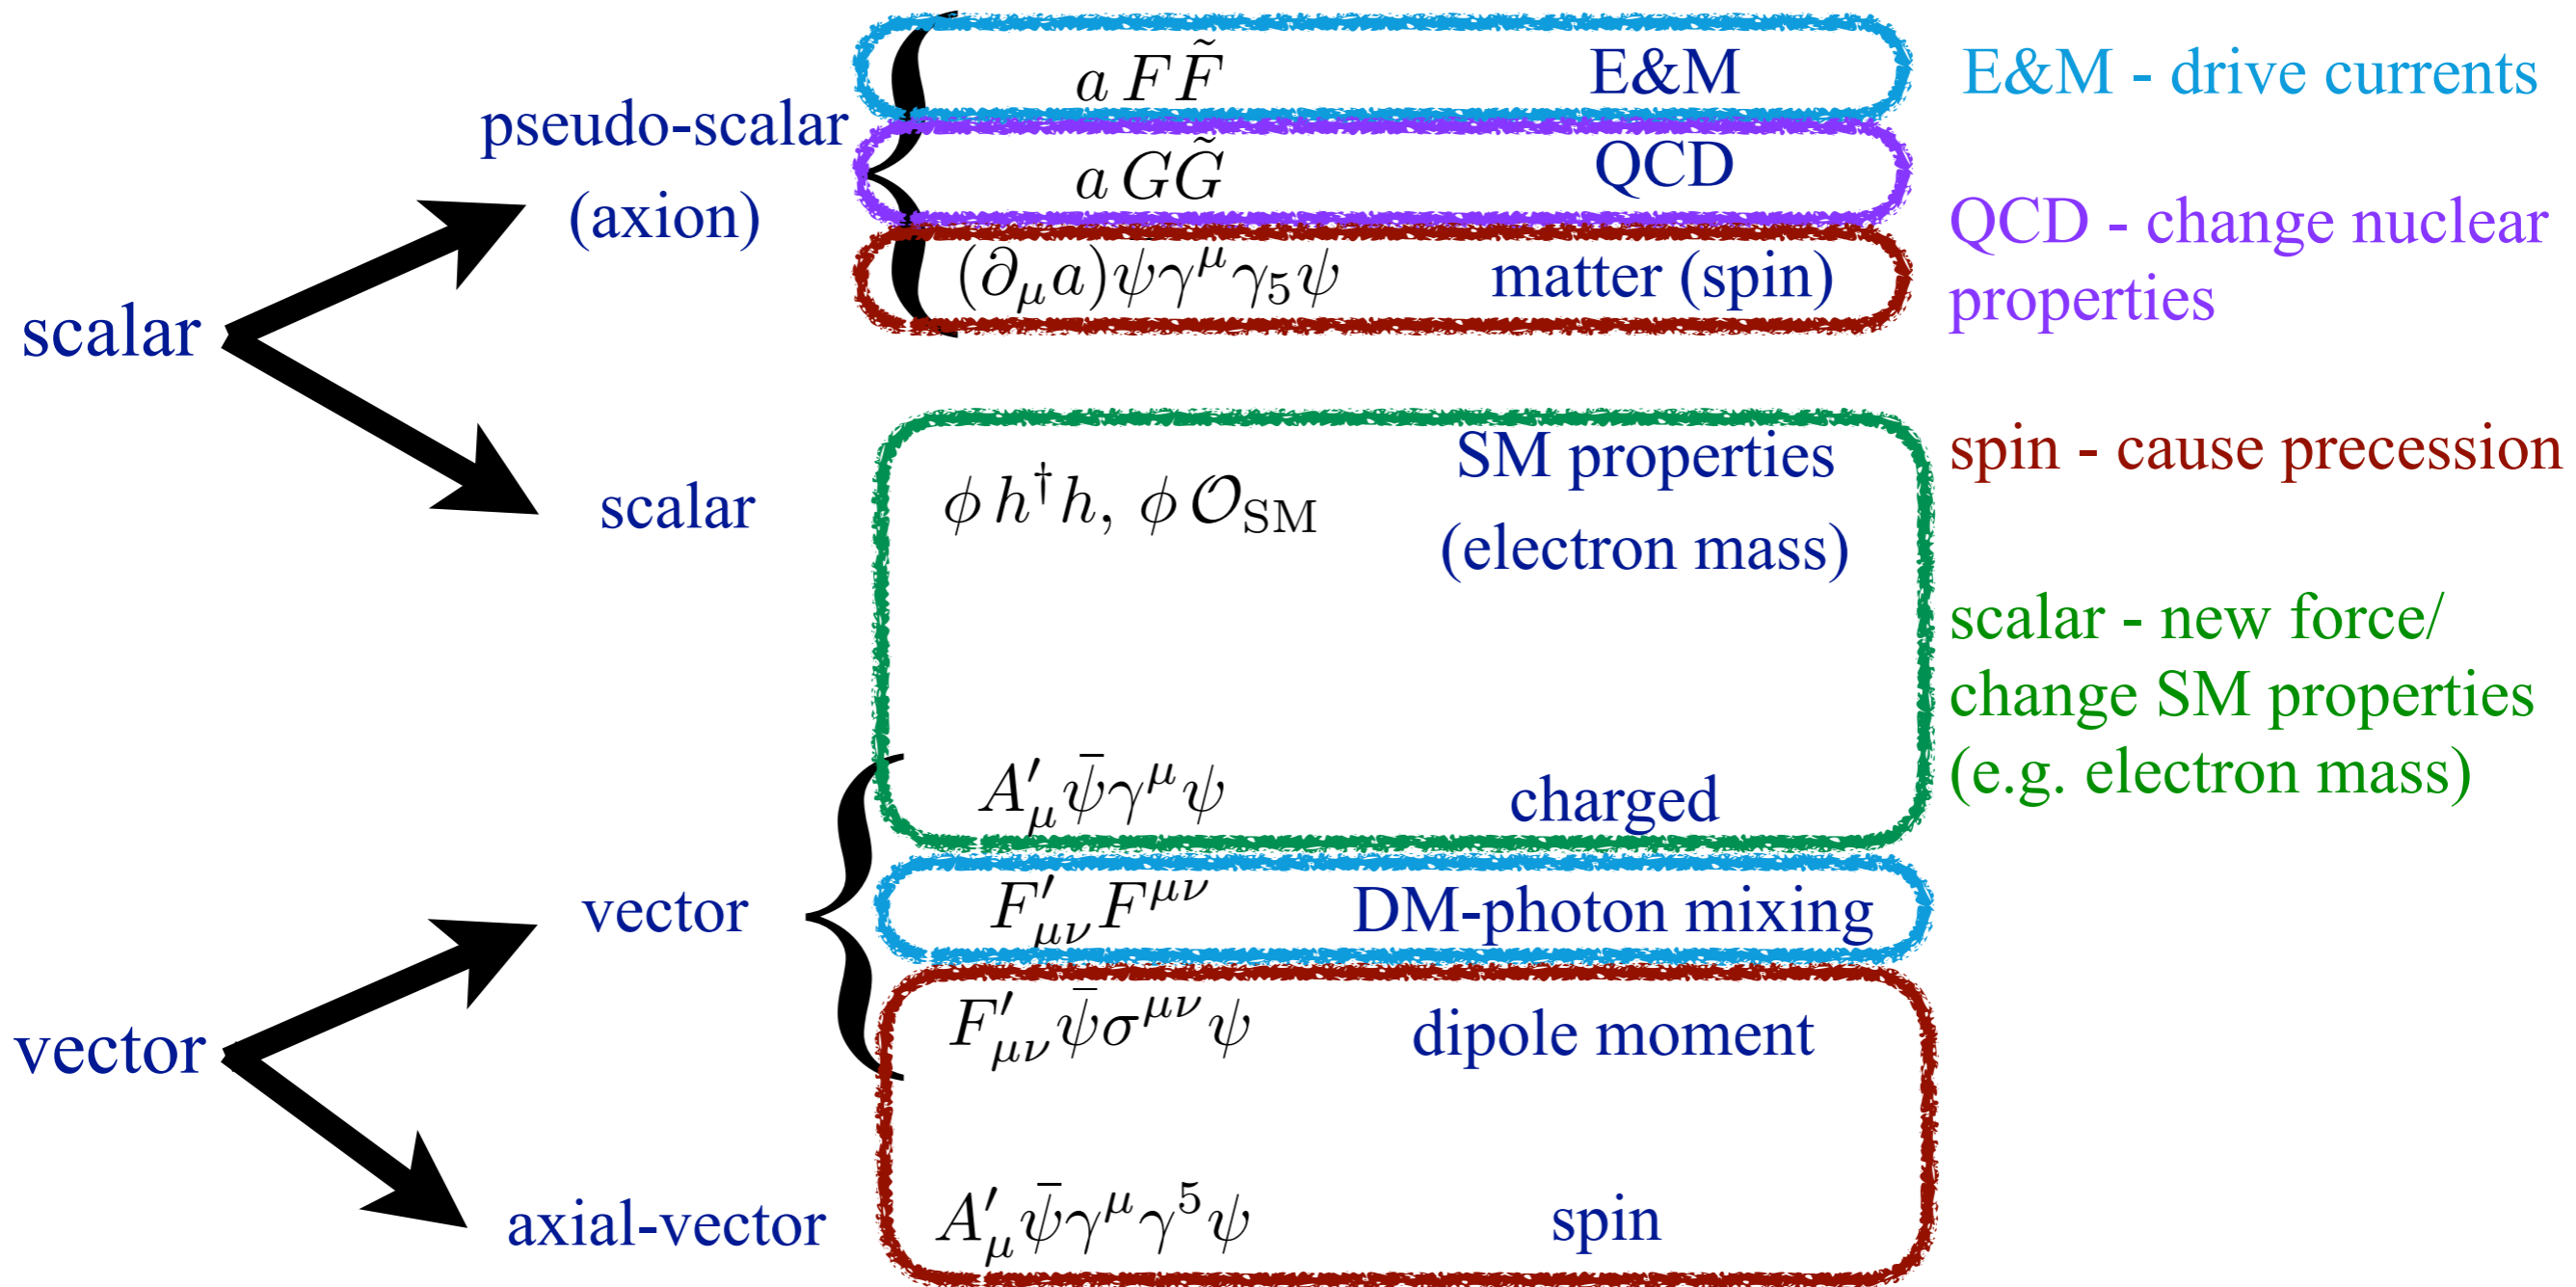 a F F̃ E&M
E&M - drive currents
pseudo-scalar
(axion)
a G G̃ QCD
QCD - change nuclear
properties
(∂_μ a) ψ̄ γ^μ γ_5 ψ matter (spin)
scalar
scalar
φ h^† h, φ O_SM
SM properties
(electron mass)
spin - cause precession
scalar - new force/
change SM properties
(e.g. electron mass)
A'_μ ψ̄ γ^μ ψ charged
vector
F'_μν F^μν DM-photon mixing
F'_μν ψ̄ σ^μν ψ dipole moment
vector
axial-vector
A'_μ ψ̄ γ^μ γ^5 ψ spin